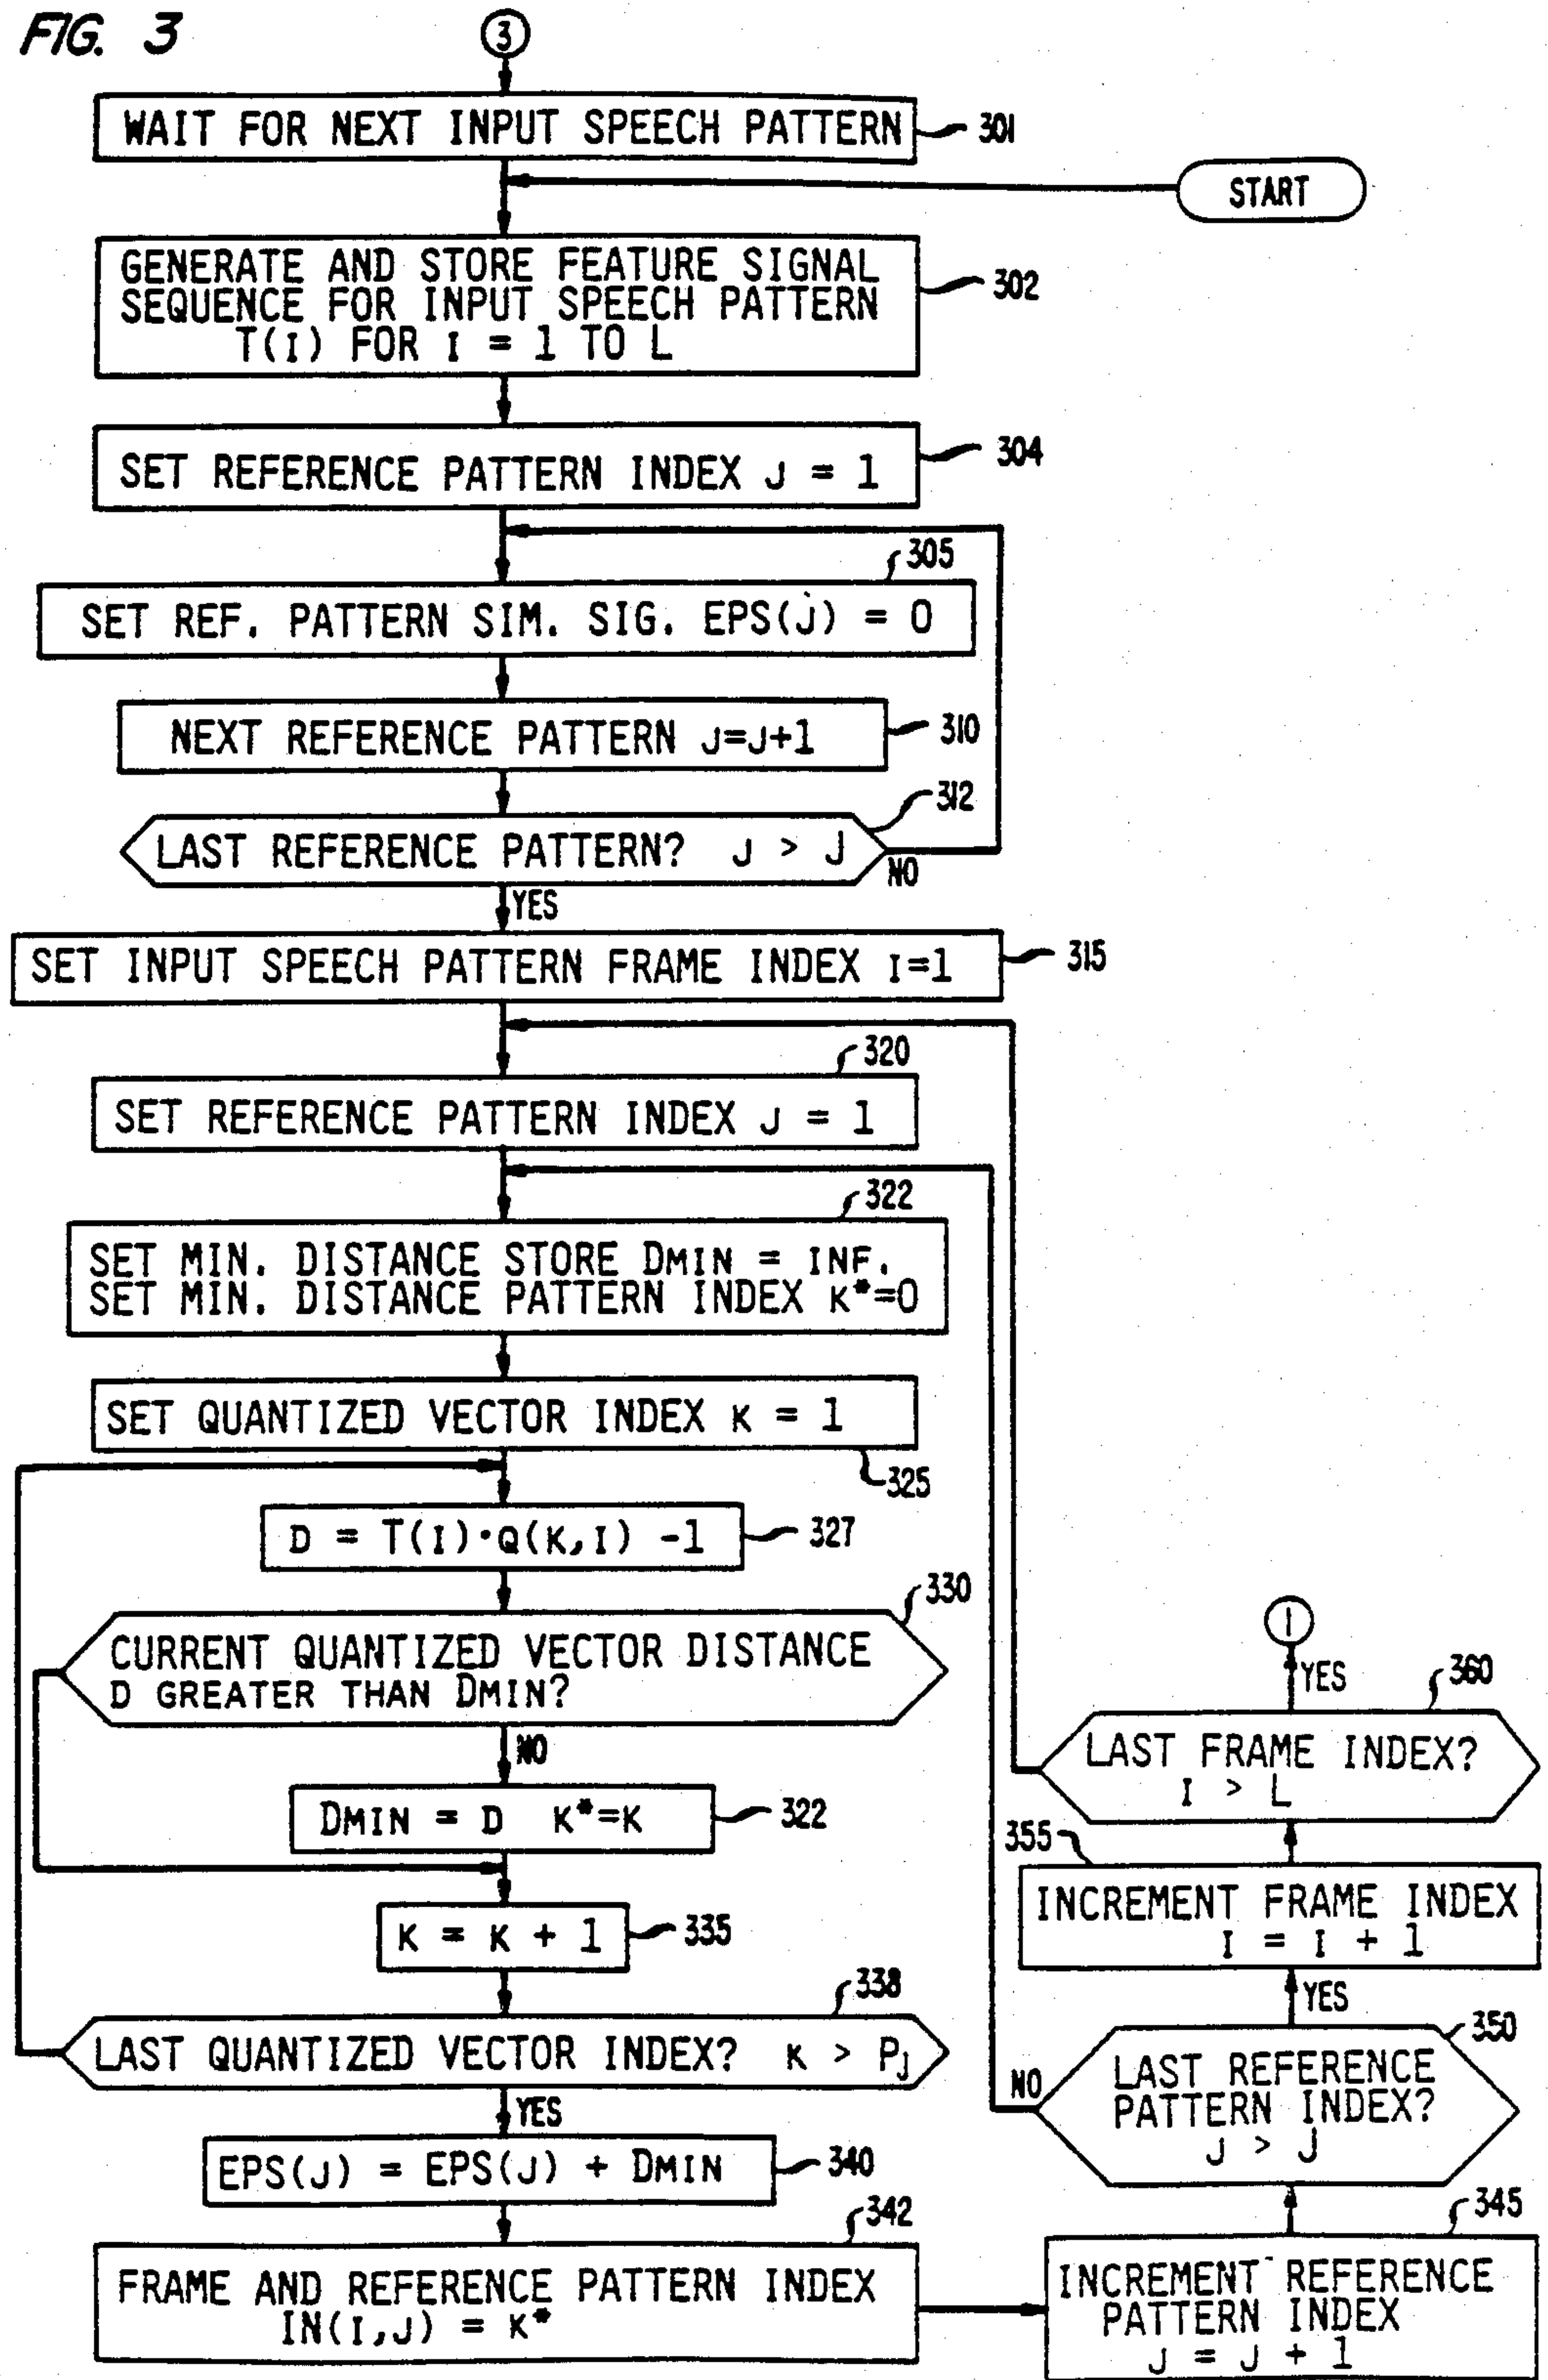 FIG. 3
3
WAIT FOR NEXT INPUT SPEECH PATTERN
301
START
GENERATE AND STORE FEATURE SIGNAL
SEQUENCE FOR INPUT SPEECH PATTERN
T(I) FOR I = 1 TO L
302
SET REFERENCE PATTERN INDEX J = 1
304
305
SET REF. PATTERN SIM. SIG. EPS(J) = 0
NEXT REFERENCE PATTERN J=J+1
310
312
LAST REFERENCE PATTERN? J > J
NO
YES
SET INPUT SPEECH PATTERN FRAME INDEX I=1
315
320
SET REFERENCE PATTERN INDEX J = 1
322
SET MIN. DISTANCE STORE DMIN = INF.
SET MIN. DISTANCE PATTERN INDEX K*=0
SET QUANTIZED VECTOR INDEX K = 1
325
D = T(I)·Q(K,I) -1
327
330
CURRENT QUANTIZED VECTOR DISTANCE
D GREATER THAN DMIN?
NO
DMIN = D K*=K
322
K = K + 1
335
338
LAST QUANTIZED VECTOR INDEX? K > PJ
YES
EPS(J) = EPS(J) + DMIN
340
342
FRAME AND REFERENCE PATTERN INDEX
IN(I,J) = K*
1
YES
360
LAST FRAME INDEX?
I > L
355
INCREMENT FRAME INDEX
I = I + 1
YES
350
LAST REFERENCE
PATTERN INDEX?
J > J
NO
345
INCREMENT REFERENCE
PATTERN INDEX
J = J + 1